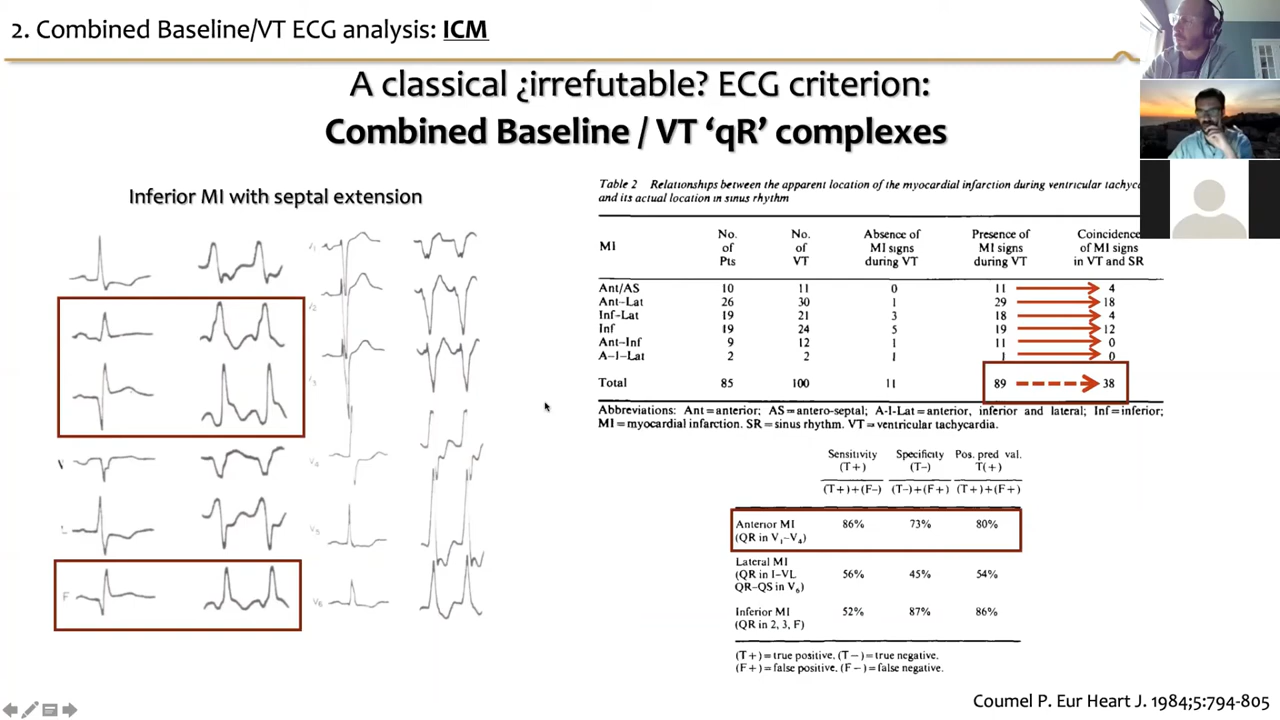 2. Combined Baseline/VT ECG analysis: ICM
A classical ¿irrefutable? ECG criterion:
Combined Baseline / VT ‘qR’ complexes
Inferior MI with septal extension
V1
V2
V3
V4
L
V5
F
V6
Table 2 Relationships between the apparent location of the myocardial infarction during ventricular
and its actual location in sinus rhythm
MI
No. of Pts
No. of VT
Absence of MI signs during VT
Presence of MI signs during VT
Coincidence of MI signs in VT and SR
Ant/AS 10 11 0 11 4
Ant-Lat 26 30 1 29 18
Inf-Lat 19 21 3 18 4
Inf 19 24 5 19 12
Ant-Inf 9 12 1 11 0
A-I-Lat 2 2 1 1 0
Total 85 100 11 89 38
Abbreviations: Ant=anterior; AS=antero-septal; A-I-Lat=anterior, inferior and lateral; Inf=inferior;
MI=myocardial infarction. SR=sinus rhythm. VT=ventricular tachycardia.
Sensitivity Specificity Pos. pred val.
(T+) (T−) T(+)
(T+)+(F−) (T−)+(F+) (T+)+(F+)
Anterior MI 86% 73% 80%
(QR in V1–V4)
Lateral MI
(QR in I–VL 56% 45% 54%
QR-QS in V6)
Inferior MI 52% 87% 86%
(QR in 2, 3, F)
(T+)=true positive, (T−)=true negative.
(F+)=false positive, (F−)=false negative.
Coumel P. Eur Heart J. 1984;5:794-805